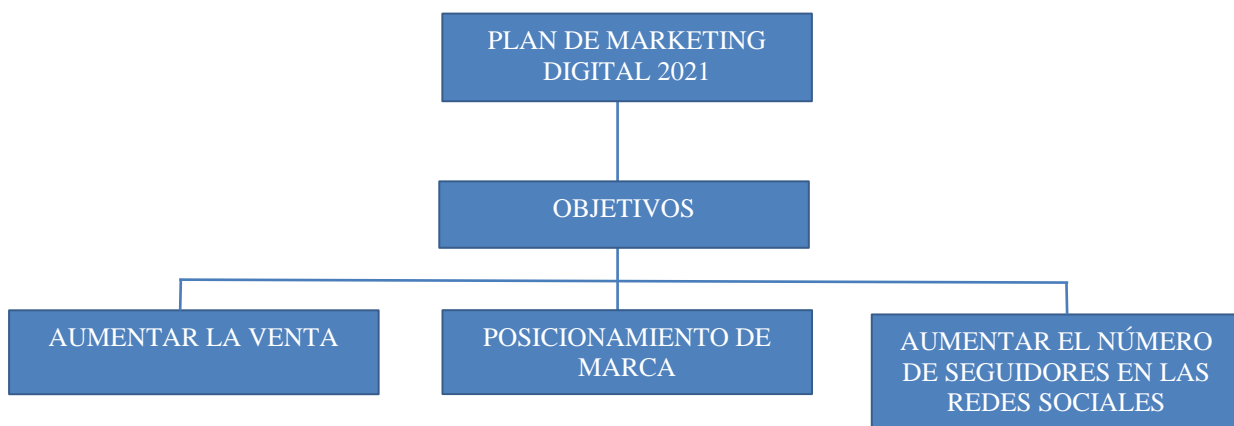 PLAN DE MARKETING
DIGITAL 2021
OBJETIVOS
AUMENTAR LA VENTA
POSICIONAMIENTO DE
MARCA
AUMENTAR EL NÚMERO
DE SEGUIDORES EN LAS
REDES SOCIALES